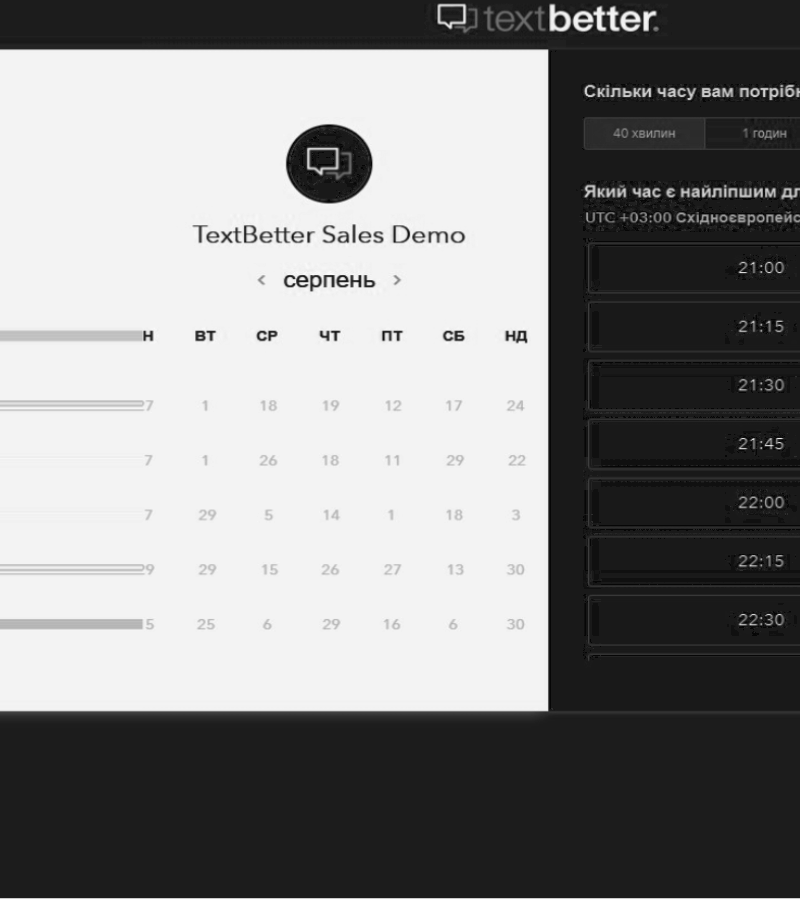 textbetter.
TextBetter Sales Demo
< серпень >
Н ВТ СР ЧТ ПТ СБ НД
7 1 18 19 12 17 24
7 1 26 18 11 29 22
7 29 5 14 1 18 3
9 29 15 26 27 13 30
5 25 6 29 16 6 30
Скільки часу вам потріб
40 хвилин 1 годин
Який час є найліпшим дл
UTC +03:00 Східноєвропейс
21:00
21:15
21:30
21:45
22:00
22:15
22:30